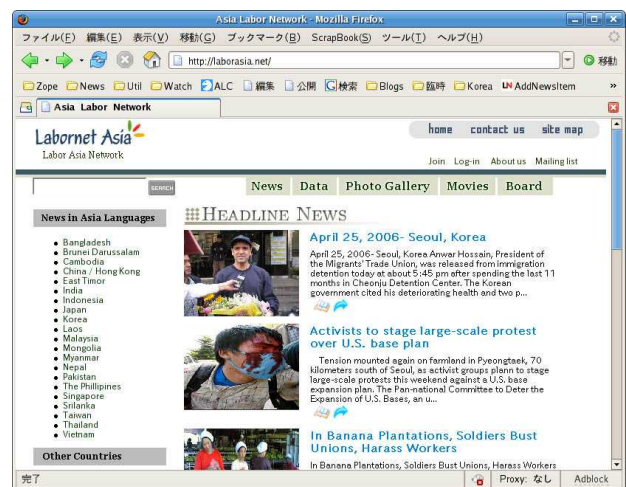 Asia Labor Network - Mozilla Firefox
ファイル(F) 編集(E) 表示(V) 移動(G) ブックマーク(B) ScrapBook(S) ツール(T) ヘルプ(H)
http://laborasia.net/ 移動
Zope News Util Watch ALC 編集 公開 検索 Blogs 臨時 Korea LN AddNewsItem »
Asia Labor Network
Labornet Asia
Labor Asia Network
home contact us site map
Join Log-in About us Mailing list
SEARCH
News Data Photo Gallery Movies Board
News in Asia Languages
Bangladesh
Brunei Darussalam
Cambodia
China / Hong Kong
East Timor
India
Indonesia
Japan
Korea
Laos
Malaysia
Mongolia
Myanmar
Nepal
Pakistan
The Phillipines
Singapore
Srilanka
Taiwan
Thailand
Vietnam
Other Countries
HEADLINE NEWS
April 25, 2006- Seoul, Korea
April 25, 2006- Seoul, Korea Anwar Hossain, President of
the Migrants' Trade Union, was released from immigration
detention today at about 5:45 pm after spending the last 11
months in Cheonju Detention Center. The Korean
government cited his deteriorating health and two p...
Activists to stage large-scale protest
over U.S. base plan
Tension mounted again on farmland in Pyeongtaek, 70
kilometers south of Seoul, as activist groups plann to stage
large-scale protests this weekend against a U.S. base
expansion plan. The Pan-national Committee to Deter the
Expansion of U.S. Bases, an u...
In Banana Plantations, Soldiers Bust
Unions, Harass Workers
In Banana Plantations, Soldiers Bust Unions, Harass Workers
完了 Proxy: なし Adblock